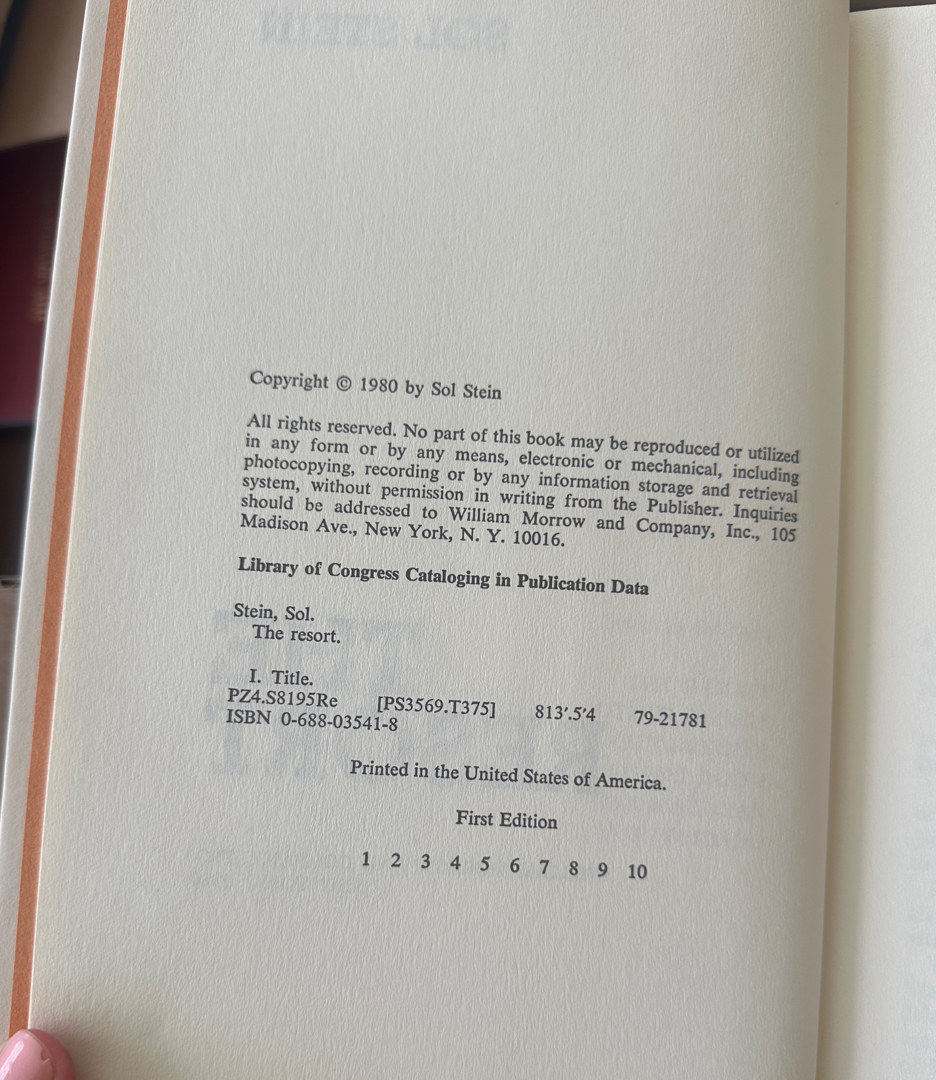 SOL STEIN
Copyright © 1980 by Sol Stein
All rights reserved. No part of this book may be reproduced or utilized
in any form or by any means, electronic or mechanical, including
photocopying, recording or by any information storage and retrieval
system, without permission in writing from the Publisher. Inquiries
should be addressed to William Morrow and Company, Inc., 105
Madison Ave., New York, N. Y. 10016.
Library of Congress Cataloging in Publication Data
Stein, Sol.
The resort.
I. Title.
PZ4.S8195Re [PS3569.T375] 813'.5'4 79-21781
ISBN 0-688-03541-8
Printed in the United States of America.
First Edition
1 2 3 4 5 6 7 8 9 10